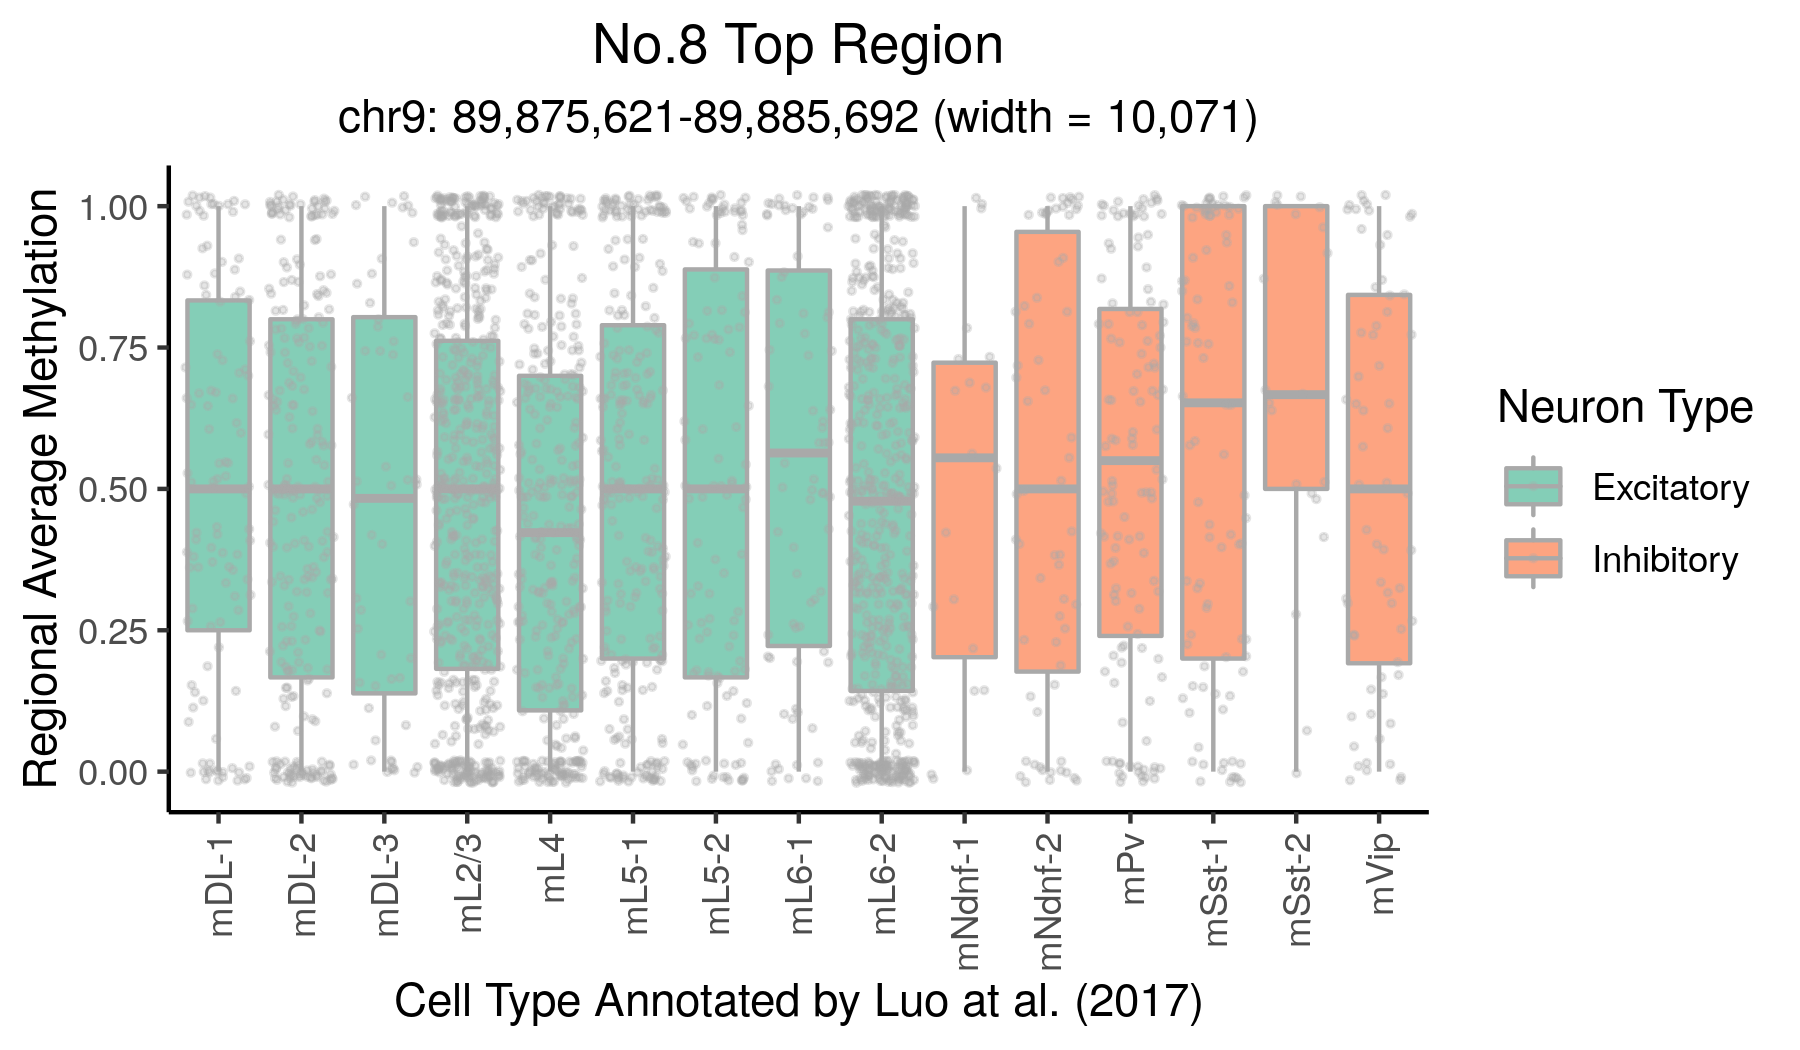 No.8 Top Region
chr9: 89,875,621-89,885,692 (width = 10,071)
Regional Average Methylation
1.00
0.75
0.50
0.25
0.00
mDL-1
mDL-2
mDL-3
mL2/3
mL4
mL5-1
mL5-2
mL6-1
mL6-2
mNdnf-1
mNdnf-2
mPv
mSst-1
mSst-2
mVip
Cell Type Annotated by Luo at al. (2017)
Neuron Type
Excitatory
Inhibitory